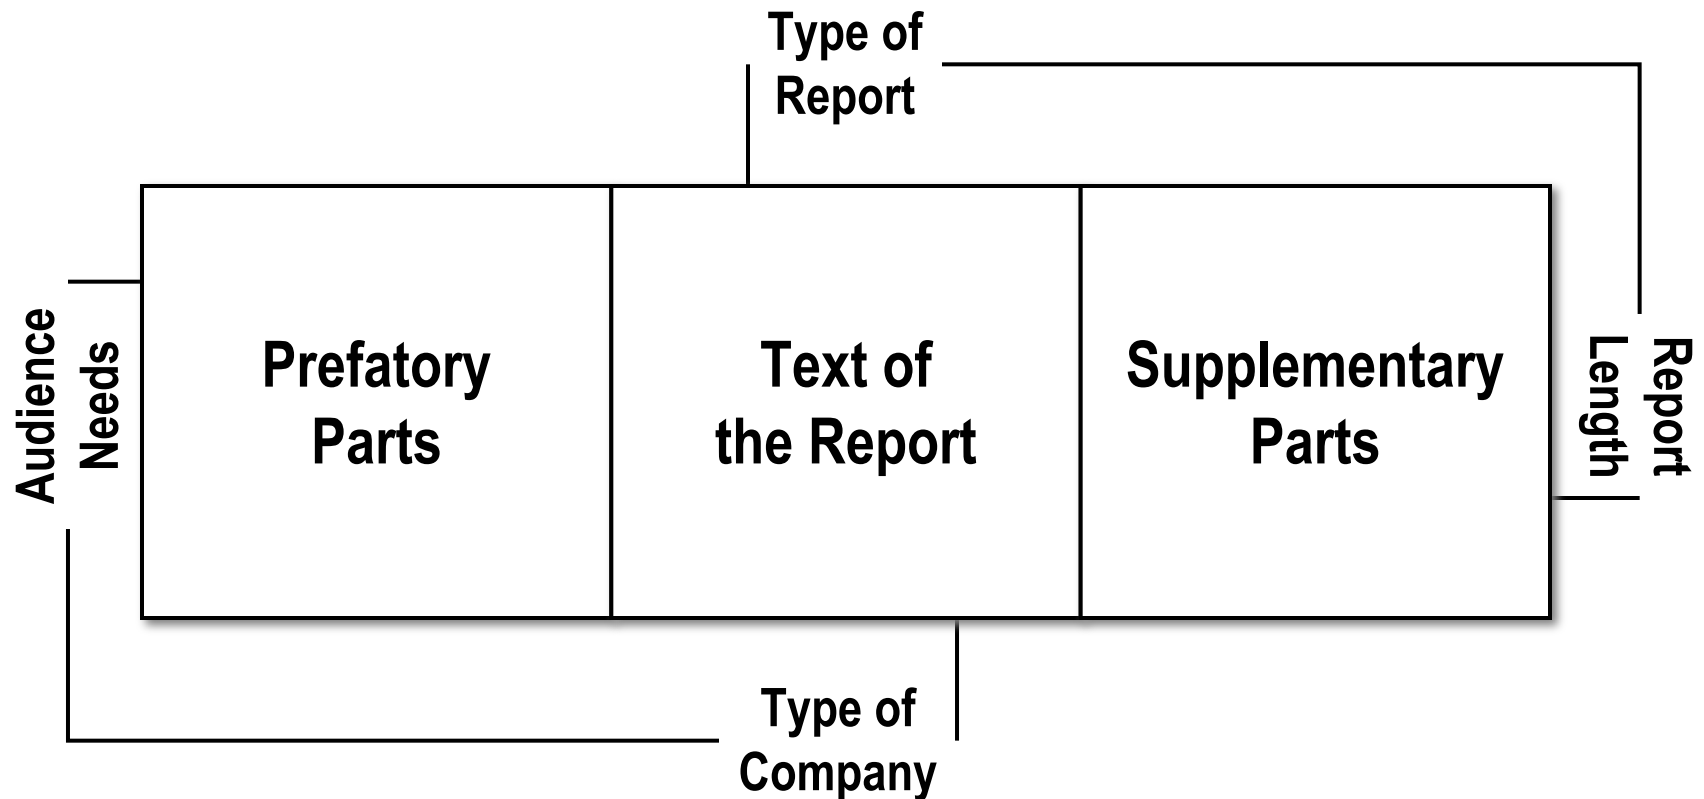 Type of
Report
Audience
Needs
Prefatory
Parts
Text of
the Report
Supplementary
Parts
Report
Length
Type of
Company